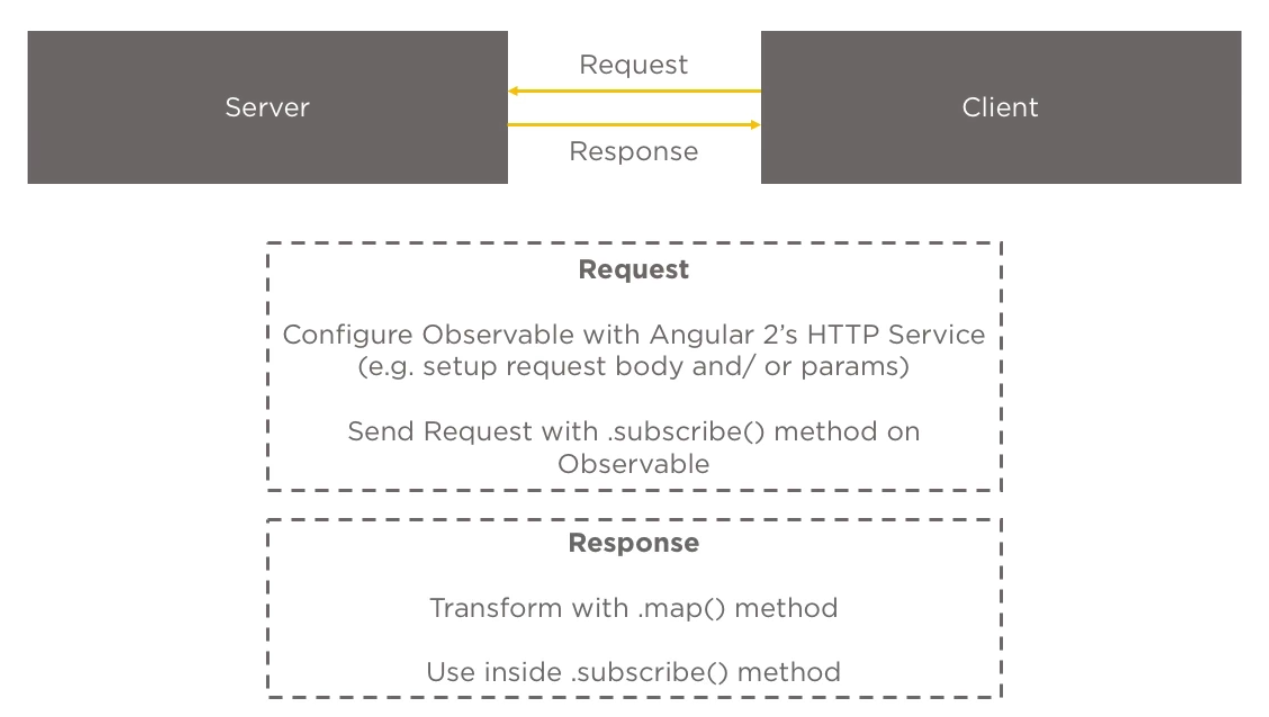 Request
Server
Client
Response
Request
Configure Observable with Angular 2’s HTTP Service
(e.g. setup request body and/ or params)
Send Request with .subscribe() method on
Observable
Response
Transform with .map() method
Use inside .subscribe() method